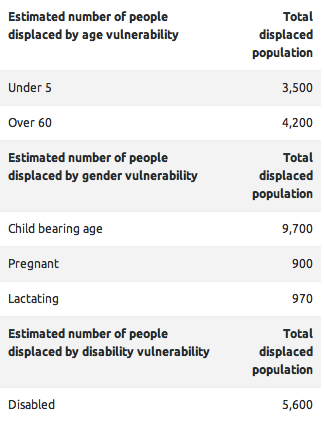 Estimated number of people Total
displaced by age vulnerability displaced
population
Under 5 3,500
Over 60 4,200
Estimated number of people Total
displaced by gender vulnerability displaced
population
Child bearing age 9,700
Pregnant 900
Lactating 970
Estimated number of people Total
displaced by disability vulnerability displaced
population
Disabled 5,600